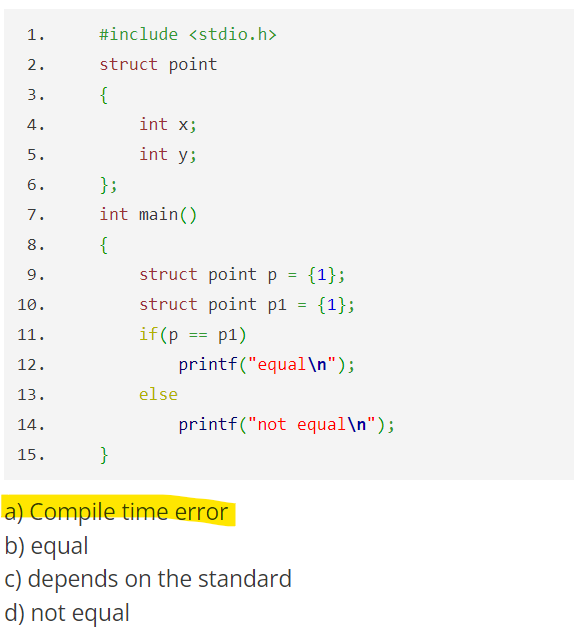 1. #include <stdio.h>
2. struct point
3. {
4. int x;
5. int y;
6. };
7. int main()
8. {
9. struct point p = {1};
10. struct point p1 = {1};
11. if(p == p1)
12. printf("equal\n");
13. else
14. printf("not equal\n");
15. }
a) Compile time error
b) equal
c) depends on the standard
d) not equal